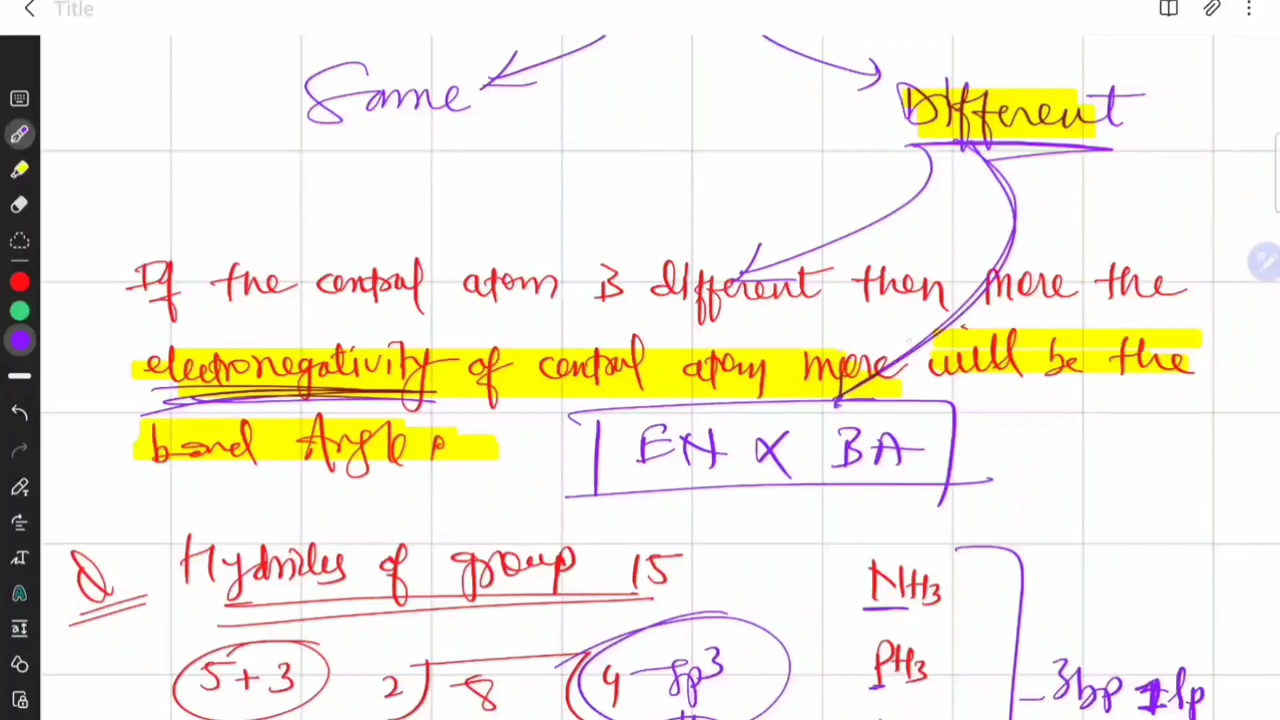 Title
Same
Different
If the central atom is different then more the
electronegativity of central atom more will be the
bond Angle
EN ∝ BA
Q Hydrides of group 15
NH3
5+3 2 8 4 - sp3
PH3
- 3bp 1lp